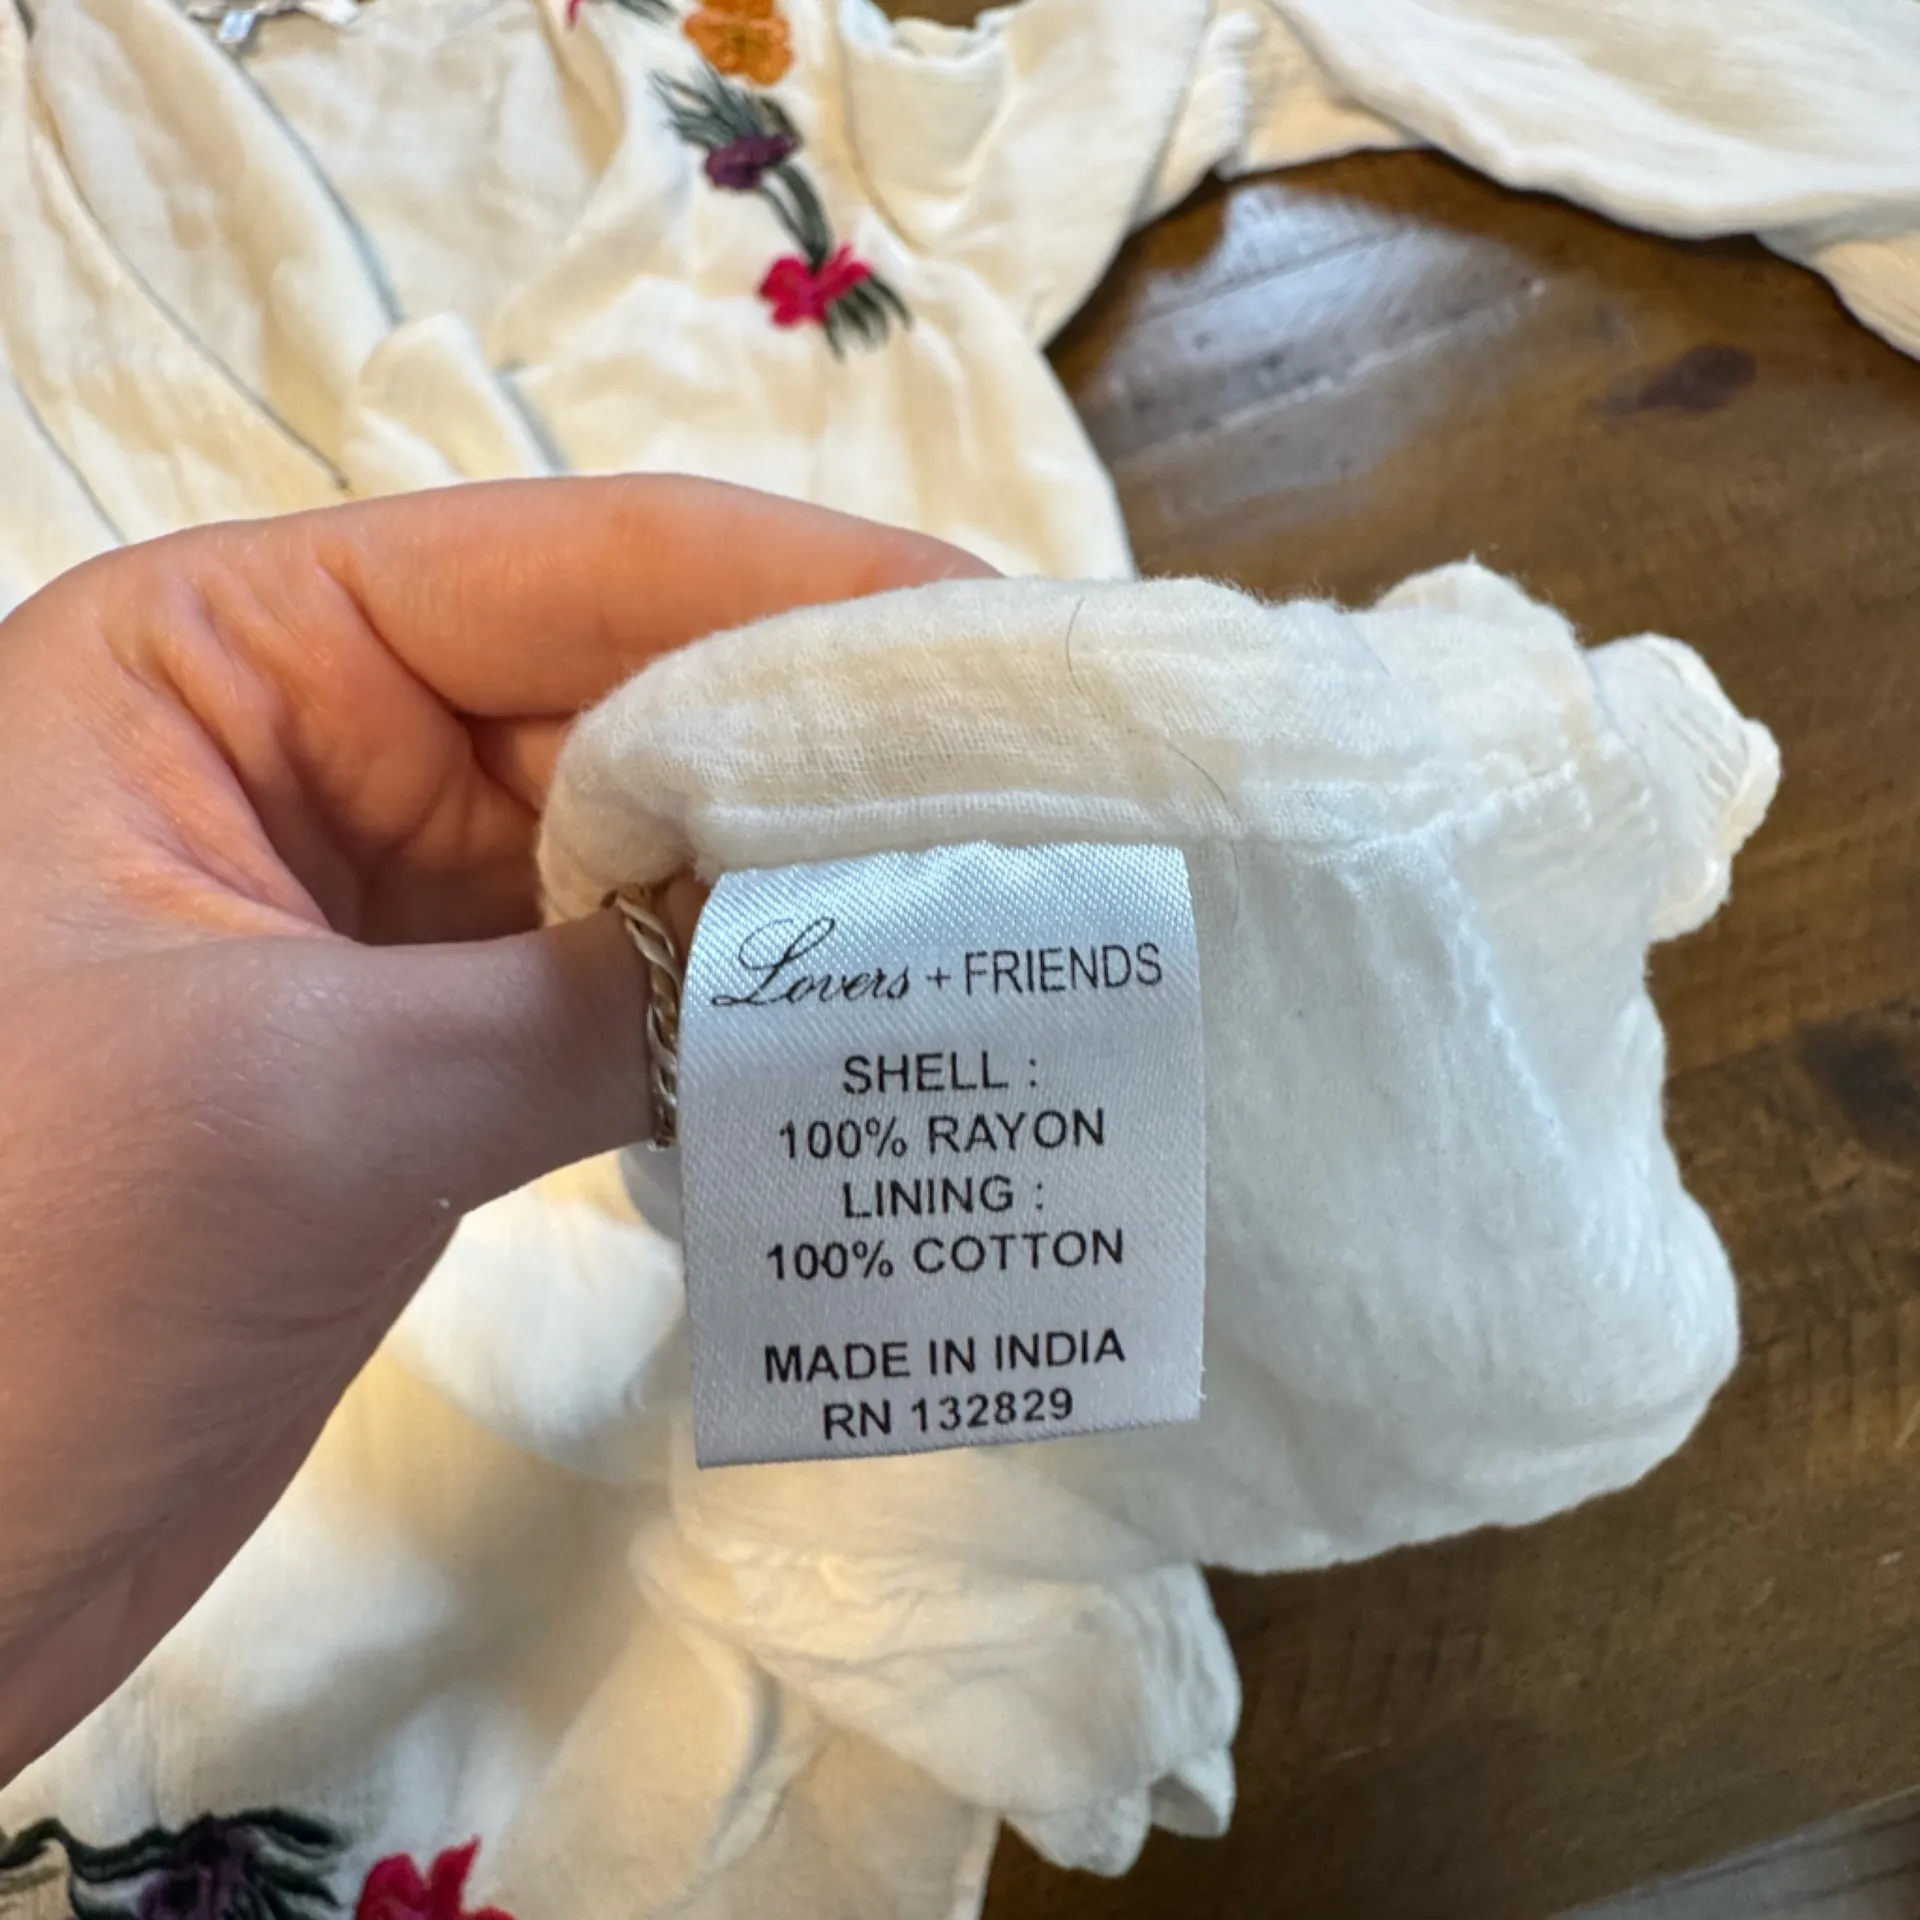 Lovers + FRIENDS
SHELL :
100% RAYON
LINING :
100% COTTON
MADE IN INDIA
RN 132829